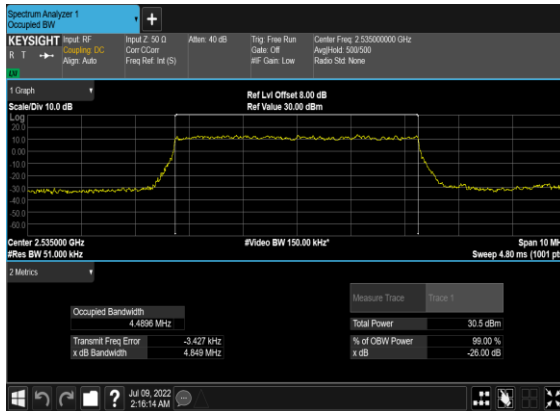 Spectrum Analyzer 1
Occupied BW
KEYSIGHT
R T
Input: RF
Coupling: DC
Align: Auto
Input Z: 50 Ω
Corr CCorr
Freq Ref: Int (S)
Atten: 40 dB
Trig: Free Run
Gate: Off
#IF Gain: Low
Center Freq: 2.535000000 GHz
Avg|Hold: 500/500
Radio Std: None
1 Graph
Scale/Div 10.0 dB
Ref Lvl Offset 8.00 dB
Ref Value 30.00 dBm
Log
20.0
10.0
0.00
-10.0
-20.0
-30.0
-40.0
-50.0
-60.0
Center 2.535000 GHz
#Video BW 150.00 kHz*
Span 10 MH
#Res BW 51.000 kHz
Sweep 4.80 ms (1001 pt
2 Metrics
Measure Trace
Trace 1
Occupied Bandwidth
4.4896 MHz
Total Power
30.5 dBm
Transmit Freq Error
-3.427 kHz
% of OBW Power
99.00 %
x dB Bandwidth
4.849 MHz
x dB
-26.00 dB
?
Jul 09, 2022
2:16:14 AM